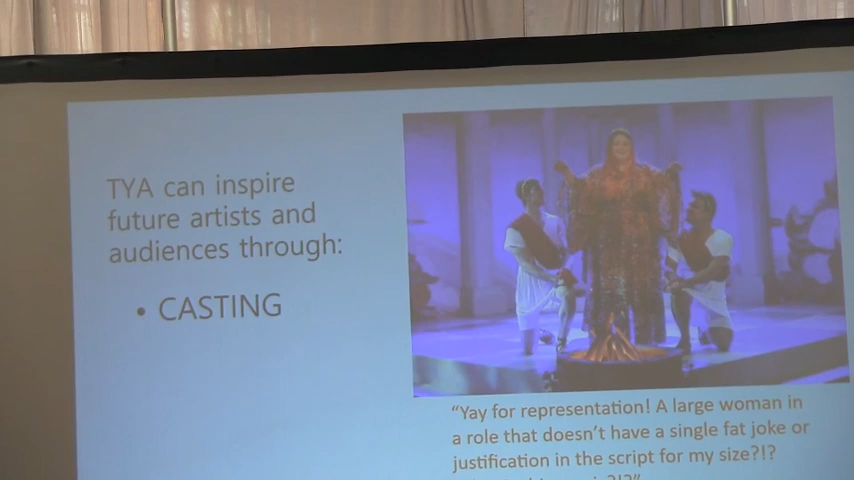 TYA can inspire
future artists and
audiences through:
• CASTING
“Yay for representation! A large woman in
a role that doesn’t have a single fat joke or
justification in the script for my size?!?